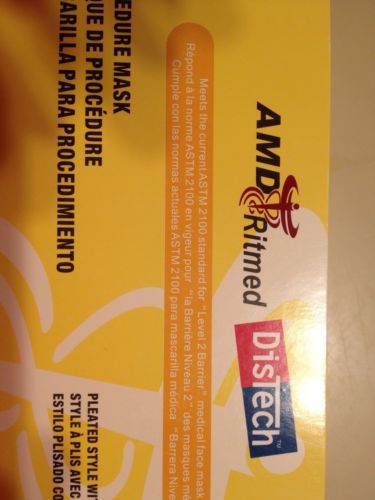 AMD Ritmed DisTech™
Meets the current ASTM 2100 standard for "Level 2 Barrier" medical face mask
Répond à la norme ASTM 2100 en vigueur pour "la Barrière Niveau 2" des masques mé
Cumple con las normas actuales ASTM 2100 para mascarilla médica "Barrera Niv
EDURE MASK
QUE DE PROCÉDURE
ARILLA PARA PROCEDIMIENTO
PLEATED STYLE WI
STYLE À PLIS AVEC
ESTILO PLISADO CO